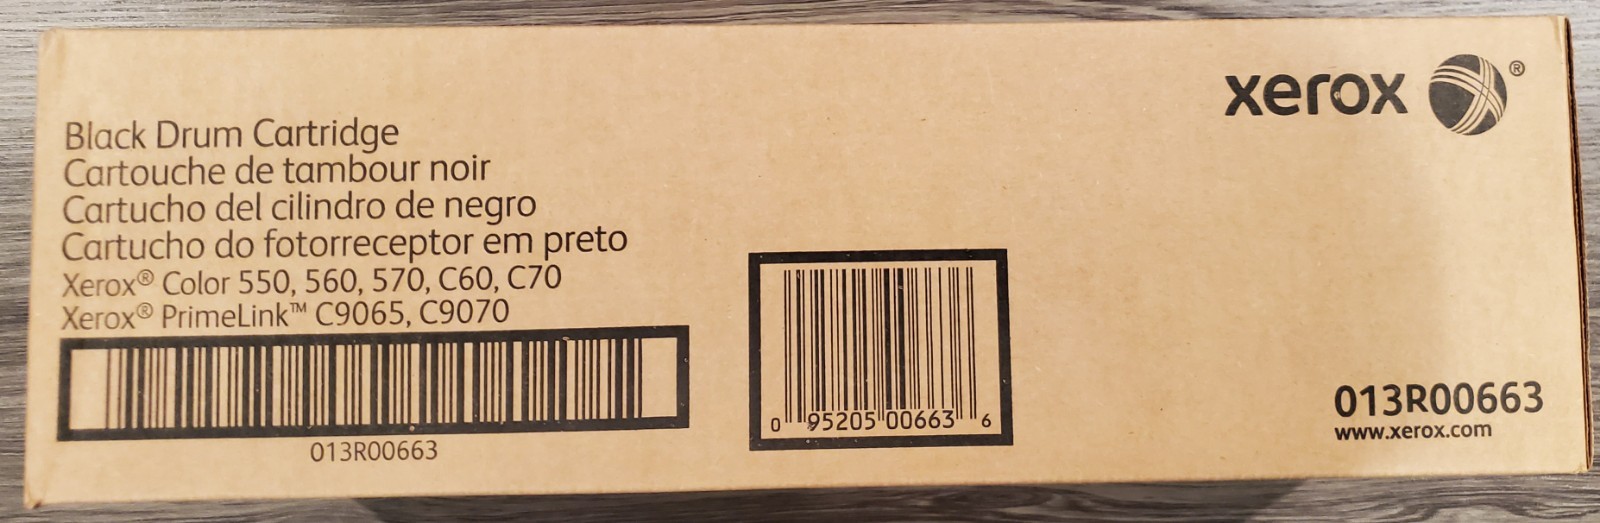 xerox ®
Black Drum Cartridge
Cartouche de tambour noir
Cartucho del cilindro de negro
Cartucho do fotorreceptor em preto
Xerox® Color 550, 560, 570, C60, C70
Xerox® PrimeLink™ C9065, C9070
013R00663
0 95205 00663 6
013R00663
www.xerox.com